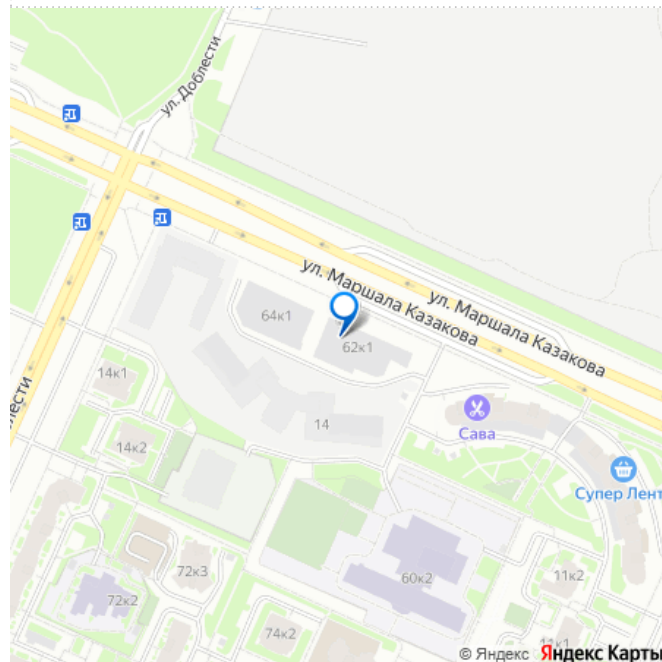 ул. Доблести
ул. Маршала Казакова
ул. Маршала Казакова
64к1
62к1
14к1
лести
14
Сава
14к2
Супер Лент
72к3
60к2
11к2
72к2
74к2
11к1
© Яндекс Яндекс Карты